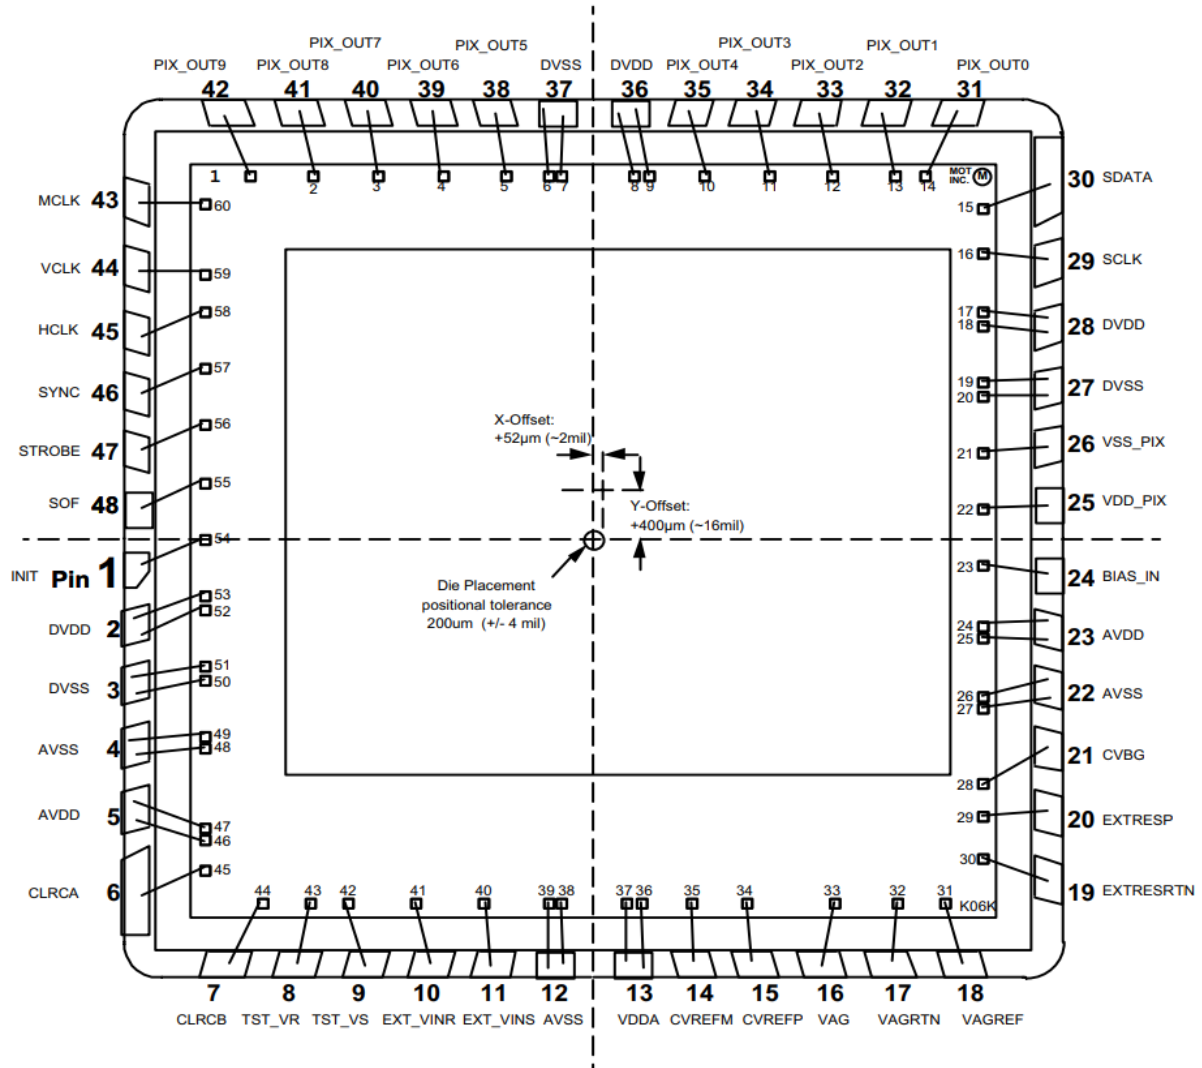 PIX_OUT7 PIX_OUT5 PIX_OUT3 PIX_OUT1
PIX_OUT9 PIX_OUT8 PIX_OUT6 DVSS DVDD PIX_OUT4 PIX_OUT2 PIX_OUT0
42 41 40 39 38 37 36 35 34 33 32 31
1 2 3 4 5 6 7 8 9 10 11 12 13 14
MOT
INC.
M
MCLK 43
VCLK 44
HCLK 45
SYNC 46
STROBE 47
SOF 48
INIT Pin 1
DVDD 2
DVSS 3
AVSS 4
AVDD 5
CLRCA 6
60
59
58
57
56
55
54
53
52
51
50
49
48
47
46
45
X-Offset:
+52µm (~2mil)
Y-Offset:
+400µm (~16mil)
Die Placement
positional tolerance
200um (+/- 4 mil)
15
16
17
18
19
20
21
22
23
24
25
26
27
28
29
30
30 SDATA
29 SCLK
28 DVDD
27 DVSS
26 VSS_PIX
25 VDD_PIX
24 BIAS_IN
23 AVDD
22 AVSS
21 CVBG
20 EXTRESP
19 EXTRESRTN
44 43 42 41 40 39 38 37 36 35 34 33 32 31
K06K
7 8 9 10 11 12 13 14 15 16 17 18
CLRCB TST_VR TST_VS EXT_VINR EXT_VINS AVSS VDDA CVREFM CVREFP VAG VAGRTN VAGREF